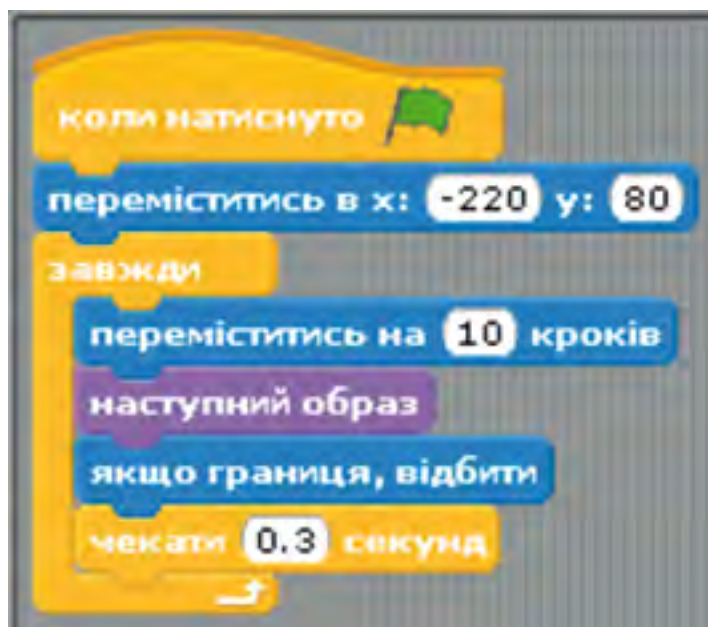 коли натиснуто
переміститись в x: -220 y: 80
завжди
переміститись на 10 кроків
наступний образ
якщо границя, відбити
чекати 0.3 секунд